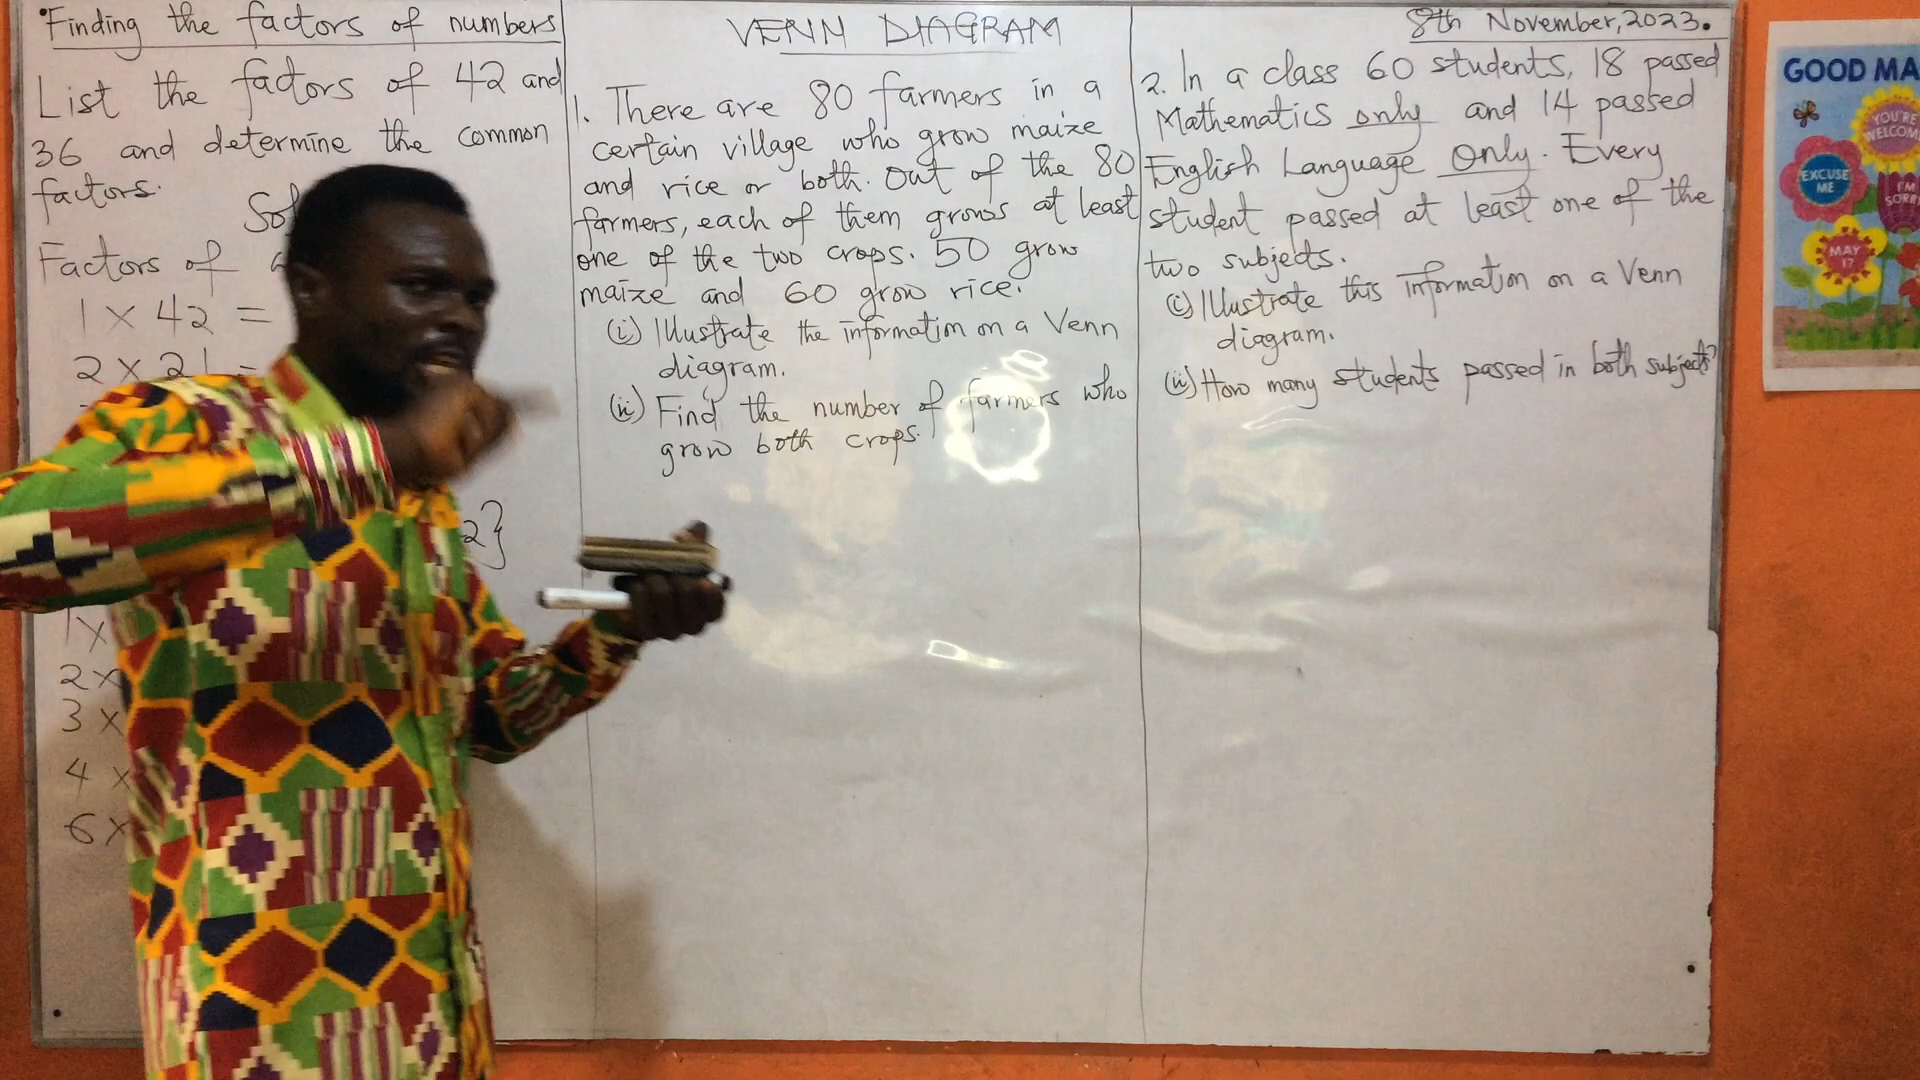 Finding the factors of numbers
List the factors of 42 and
36 and determine the common
factors.
Factors of
1 x 42 =
2 x 21 =
2}
1x
2x
3x
4x
6x
VENN DIAGRAM
1. There are 80 farmers in a
certain village who grow maize
and rice or both. Out of the 80
farmers, each of them grows at least
one of the two crops. 50 grow
maize and 60 grow rice.
(i) Illustrate the information on a Venn
diagram.
(ii) Find the number of farmers who
grow both crops.
8th November, 2023.
2. In a class 60 students, 18 passed
Mathematics only and 14 passed
English Language Only. Every
student passed at least one of the
two subjects.
(i) Illustrate this information on a Venn
diagram.
(ii) How many students passed in both subjects?
GOOD MA
YOU'RE
WELCOM
EXCUSE
ME
I'M
SORRY
MAY
I?